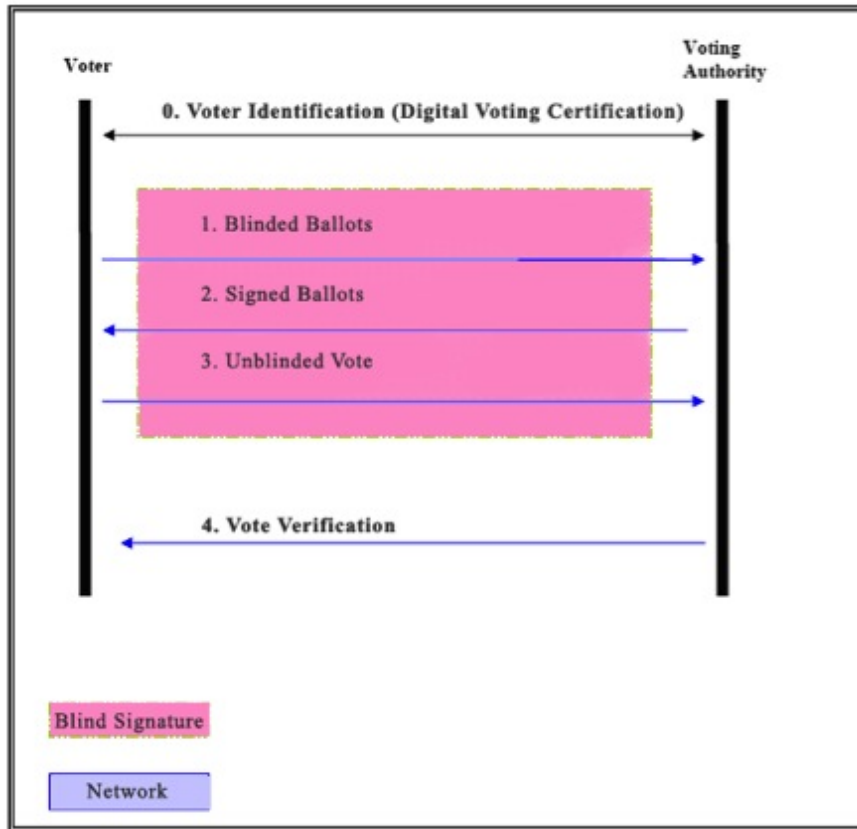 Voter
Voting
Authority
0. Voter Identification (Digital Voting Certification)
1. Blinded Ballots
2. Signed Ballots
3. Unblinded Vote
4. Vote Verification
Blind Signature
Network